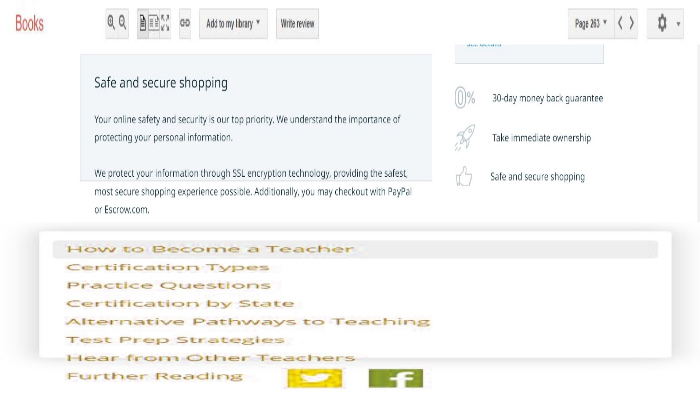 Books
Add to my library
Write review
Page 263
Safe and secure shopping
Your online safety and security is our top priority. We understand the importance of
protecting your personal information.
We protect your information through SSL encryption technology, providing the safest,
most secure shopping experience possible. Additionally, you may checkout with PayPal
or Escrow.com.
0% 30-day money back guarantee
Take immediate ownership
Safe and secure shopping
How to Become a Teacher
Certification Types
Practice Questions
Certification by State
Alternative Pathways to Teaching
Test Prep Strategies
Hear from Other Teachers
Further Reading